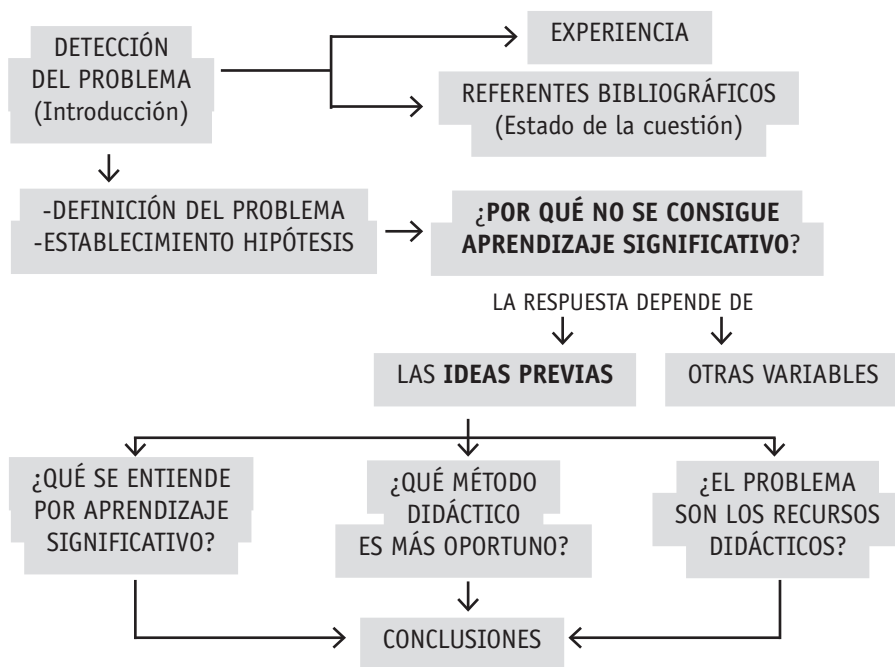 DETECCIÓN
DEL PROBLEMA
(Introducción)
EXPERIENCIA
REFERENTES BIBLIOGRÁFICOS
(Estado de la cuestión)
-DEFINICIÓN DEL PROBLEMA
-ESTABLECIMIENTO HIPÓTESIS
¿POR QUÉ NO SE CONSIGUE
APRENDIZAJE SIGNIFICATIVO?
LA RESPUESTA DEPENDE DE
LAS IDEAS PREVIAS
OTRAS VARIABLES
¿QUÉ SE ENTIENDE
POR APRENDIZAJE
SIGNIFICATIVO?
¿QUÉ MÉTODO
DIDÁCTICO
ES MÁS OPORTUNO?
¿EL PROBLEMA
SON LOS RECURSOS
DIDÁCTICOS?
CONCLUSIONES